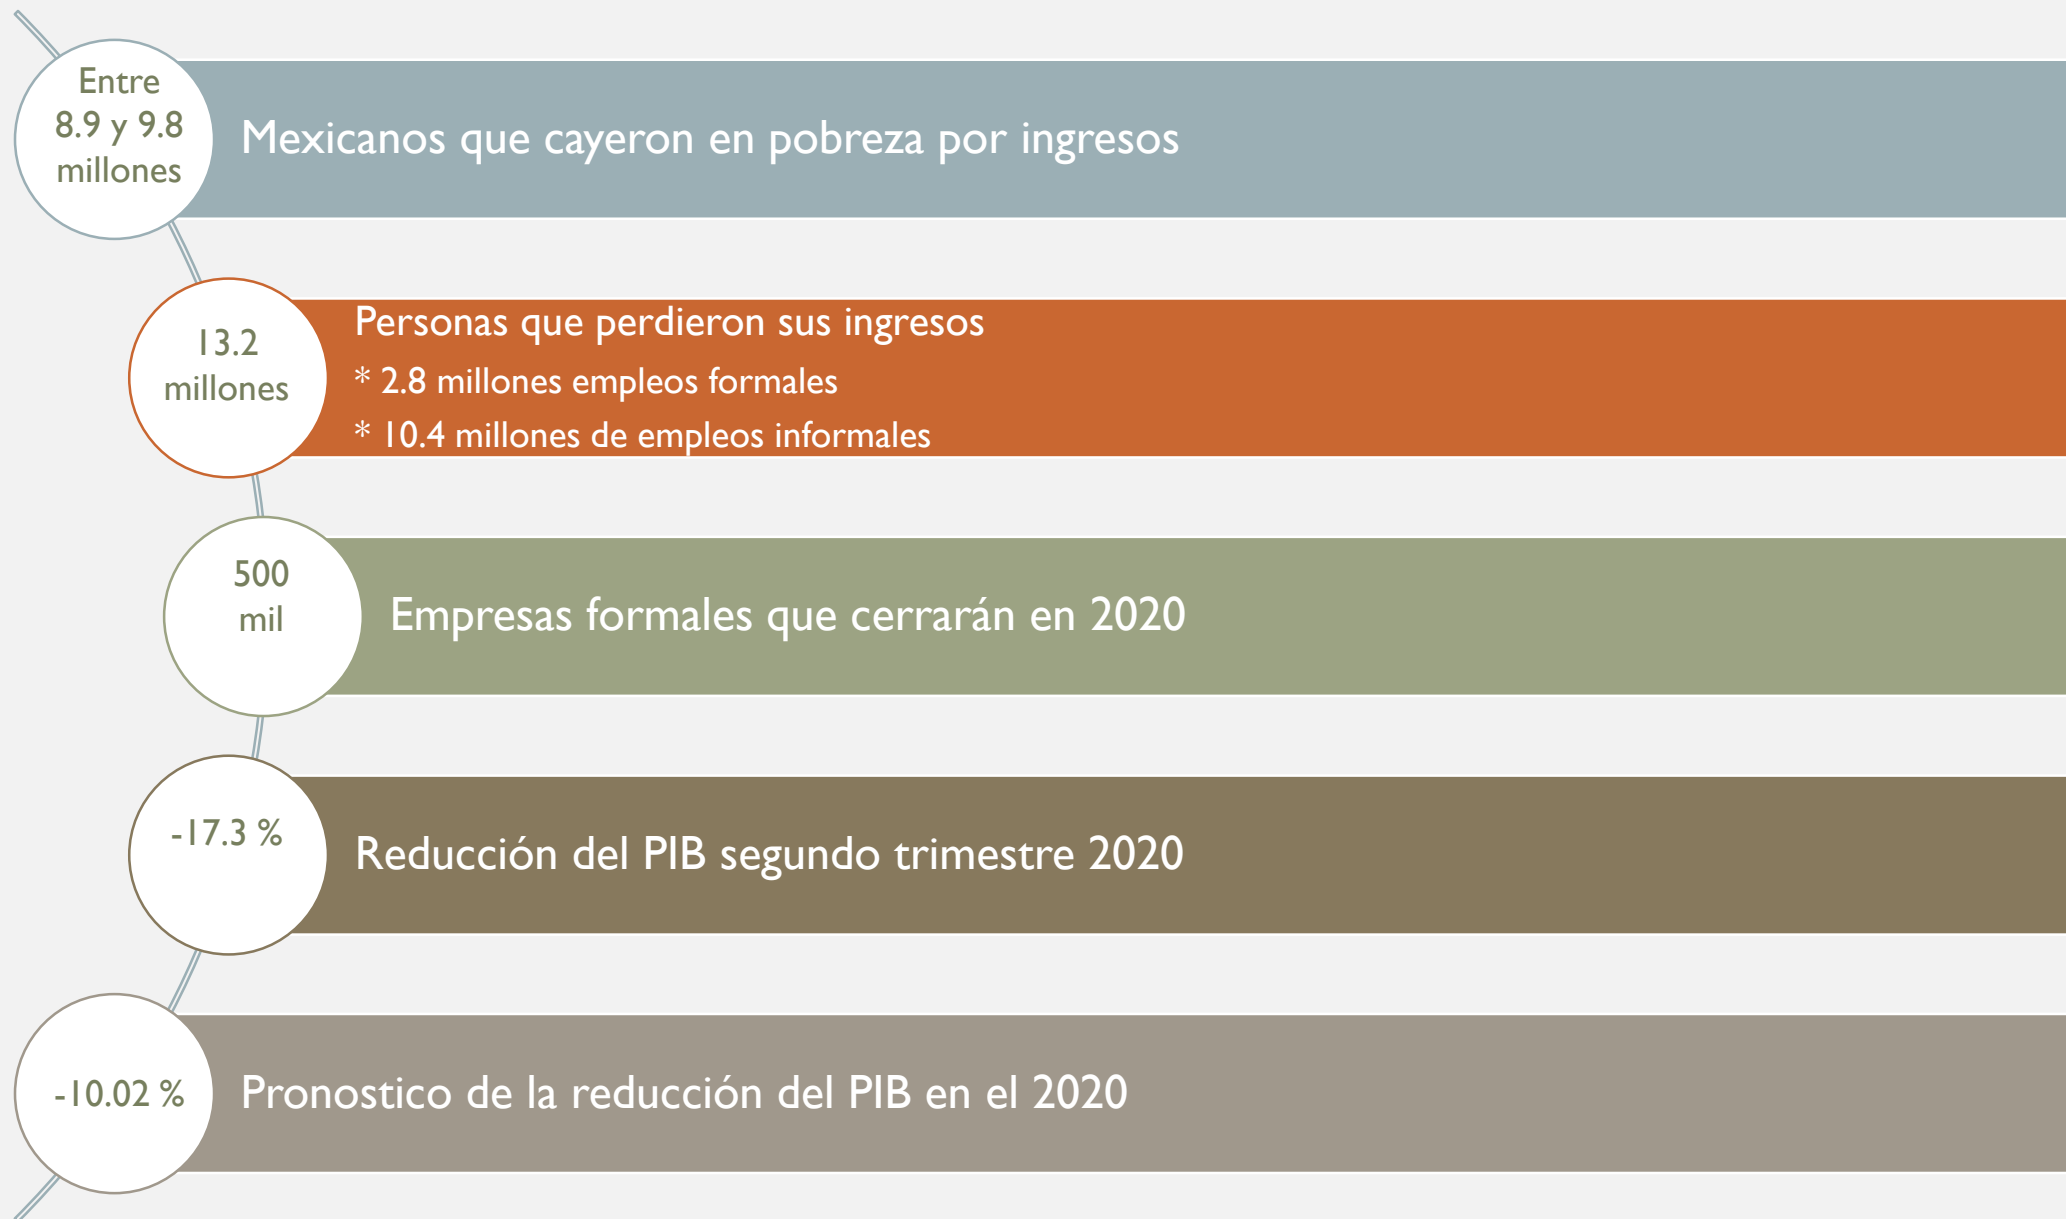 Entre
8.9 y 9.8
millones
Mexicanos que cayeron en pobreza por ingresos
13.2
millones
Personas que perdieron sus ingresos
* 2.8 millones empleos formales
* 10.4 millones de empleos informales
500
mil
Empresas formales que cerrarán en 2020
-17.3 %
Reducción del PIB segundo trimestre 2020
-10.02 %
Pronostico de la reducción del PIB en el 2020